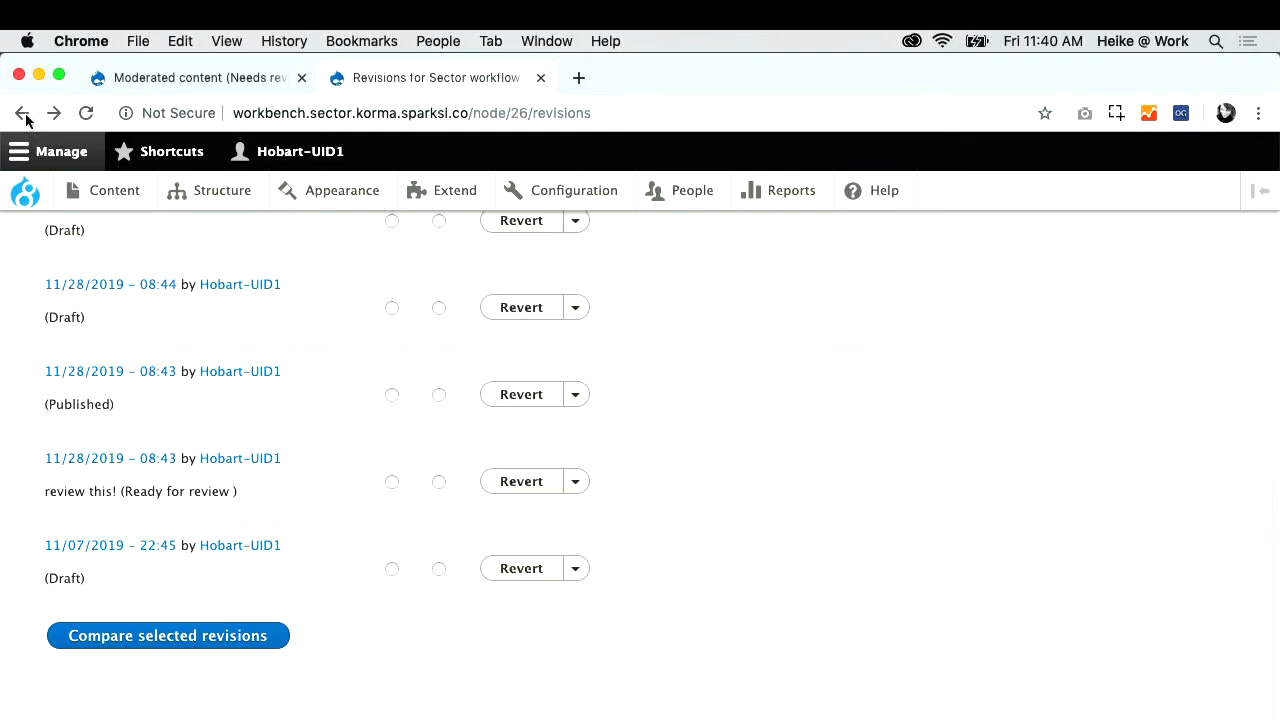 Chrome File Edit View History Bookmarks People Tab Window Help Fri 11:40 AM Heike @ Work
Moderated content (Needs rev Revisions for Sector workflow
Not Secure workbench.sector.korma.sparksl.co/node/26/revisions OG
Manage Shortcuts Hobart-UID1
Content Structure Appearance Extend Configuration People Reports Help
(Draft) Revert
11/28/2019 - 08:44 by Hobart-UID1
(Draft) Revert
11/28/2019 - 08:43 by Hobart-UID1
(Published) Revert
11/28/2019 - 08:43 by Hobart-UID1
review this! (Ready for review ) Revert
11/07/2019 - 22:45 by Hobart-UID1
(Draft) Revert
Compare selected revisions